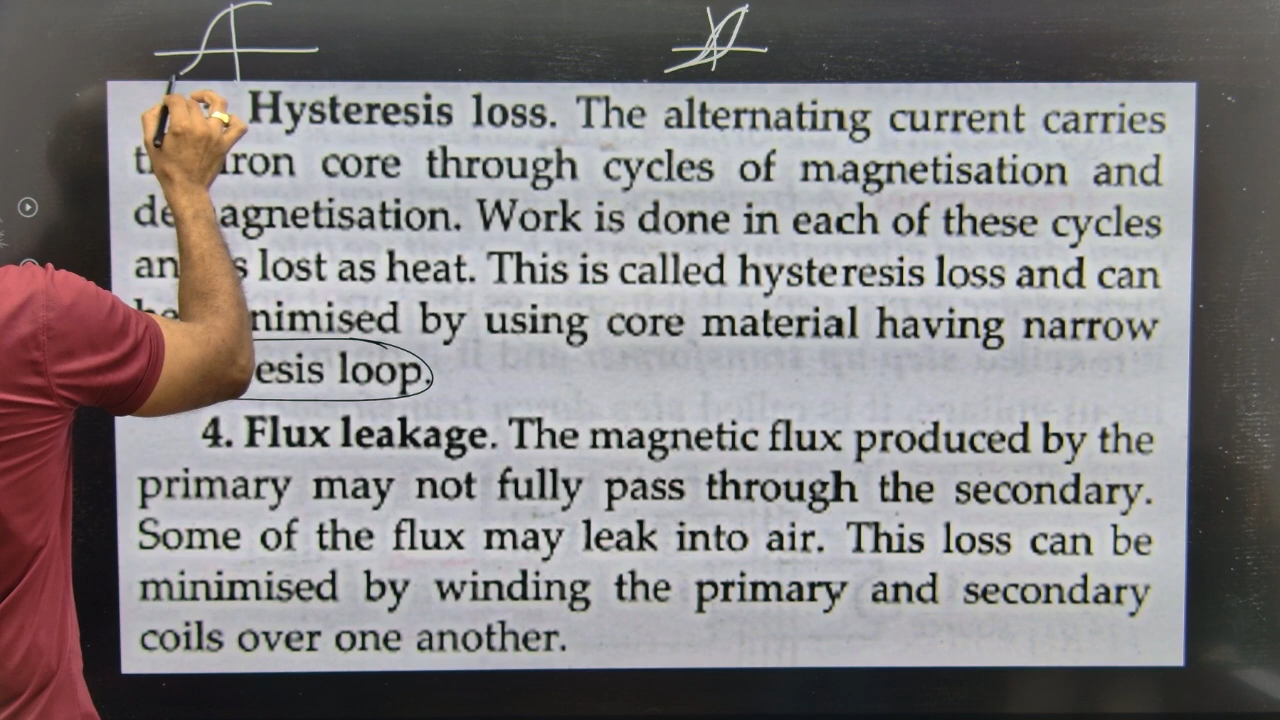 Hysteresis loss. The alternating current carries
iron core through cycles of magnetisation and
agnetisation. Work is done in each of these cycles
lost as heat. This is called hysteresis loss and can
nimised by using core material having narrow
esis loop.
4. Flux leakage. The magnetic flux produced by the
primary may not fully pass through the secondary.
Some of the flux may leak into air. This loss can be
minimised by winding the primary and secondary
coils over one another.